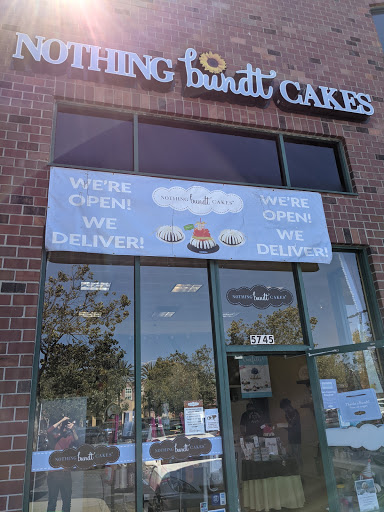 NOTHING bundt CAKES
WE'RE
OPEN!
WE
DELIVER!
NOTHING bundt CAKES
WE'RE
OPEN!
WE
DELIVER!
NOTHING bundt CAKES
5745
NOTHING bundt CAKES
NOTHING bundt CAKES